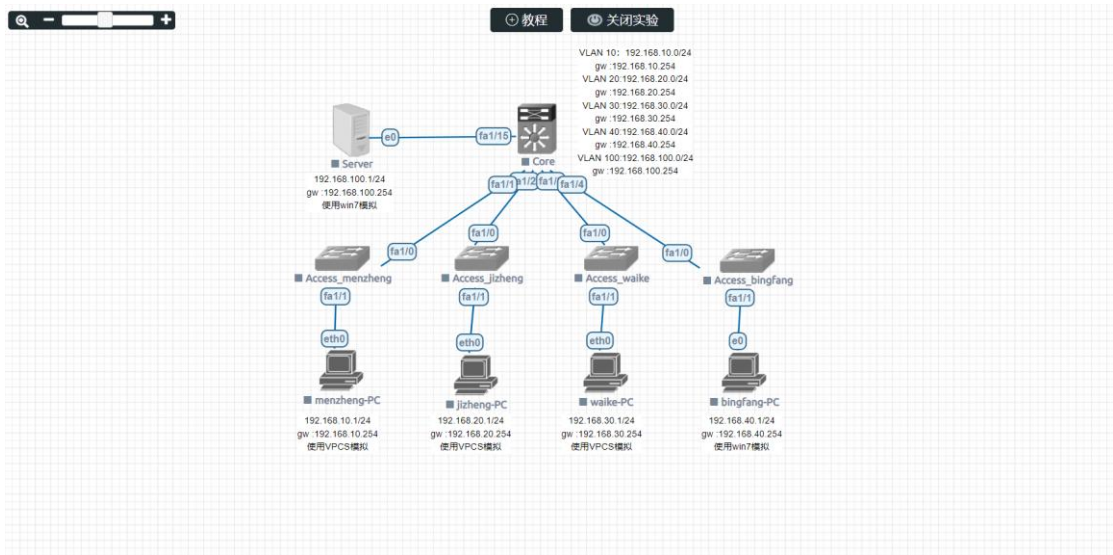 教程
关闭实验
VLAN 10：192.168.10.0/24
gw :192.168.10.254
VLAN 20:192.168.20.0/24
gw :192.168.20.254
VLAN 30:192.168.30.0/24
gw :192.168.30.254
VLAN 40:192.168.40.0/24
gw :192.168.40.254
VLAN 100:192.168.100.0/24
gw :192.168.100.254
e0
fa1/15
Server
Core
192.168.100.1/24
gw :192.168.100.254
使用win7模拟
fa1/1
a1/2
fa1/
fa1/4
fa1/0
fa1/0
fa1/0
fa1/0
Access_menzheng
Access_jizheng
Access_waike
Access_bingfang
fa1/1
fa1/1
fa1/1
fa1/1
eth0
eth0
eth0
e0
menzheng-PC
jizheng-PC
waike-PC
bingfang-PC
192.168.10.1/24
gw :192.168.10.254
使用VPCS模拟
192.168.20.1/24
gw :192.168.20.254
使用VPCS模拟
192.168.30.1/24
gw :192.168.30.254
使用VPCS模拟
192.168.40.1/24
gw :192.168.40.254
使用win7模拟